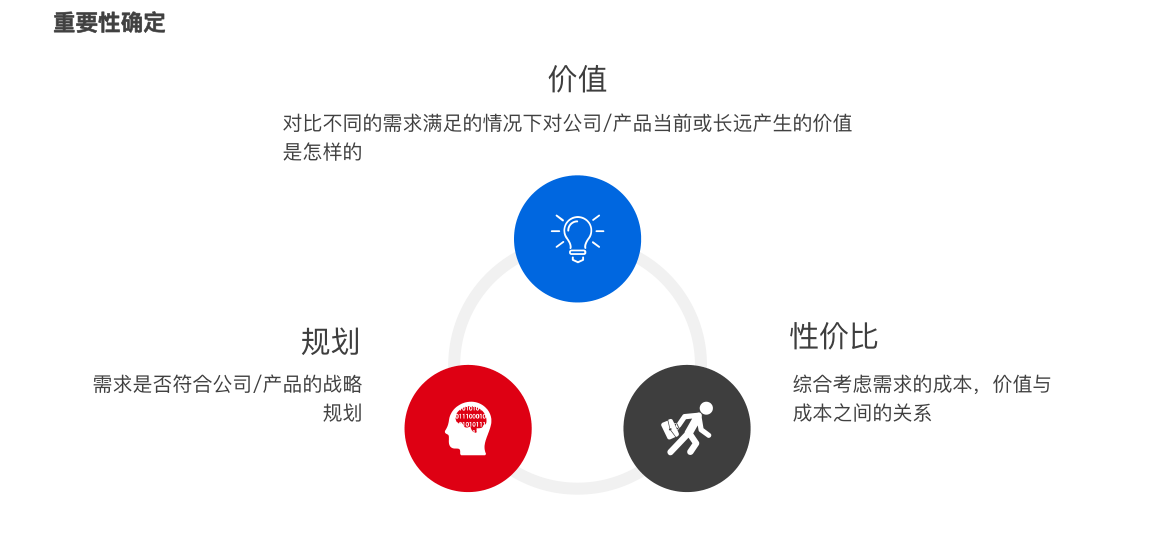 重要性确定
价值
对比不同的需求满足的情况下对公司/产品当前或长远产生的价值
是怎样的
规划
需求是否符合公司/产品的战略
规划
性价比
综合考虑需求的成本，价值与
成本之间的关系